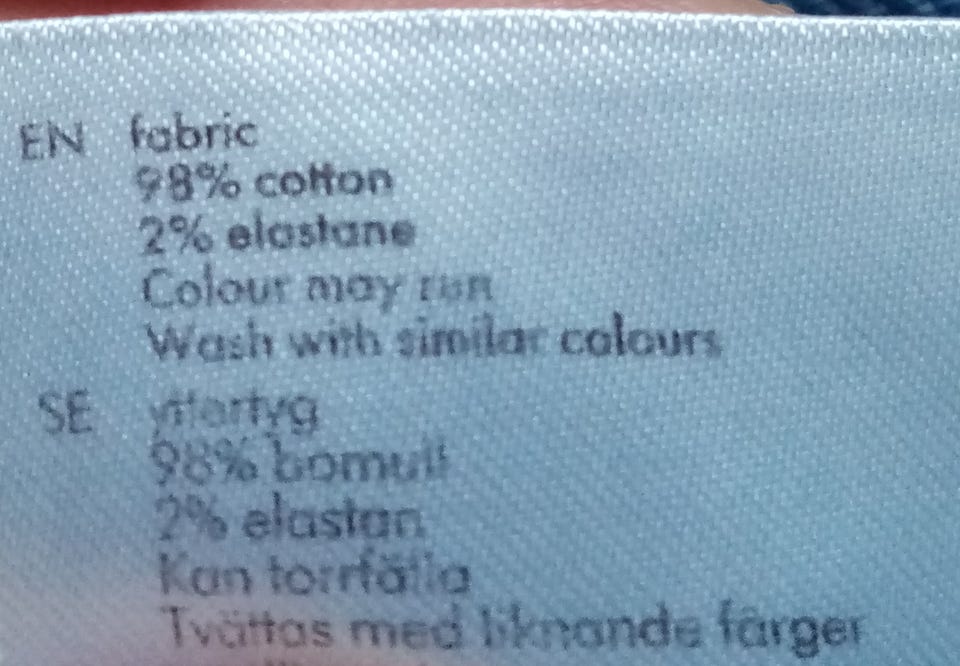 EN fabric
98% cotton
2% elastane
Colour may run
Wash with similar colours
SE yttertyg
98% bomull
2% elastan
Kan torrfälla
Tvättas med liknande färger